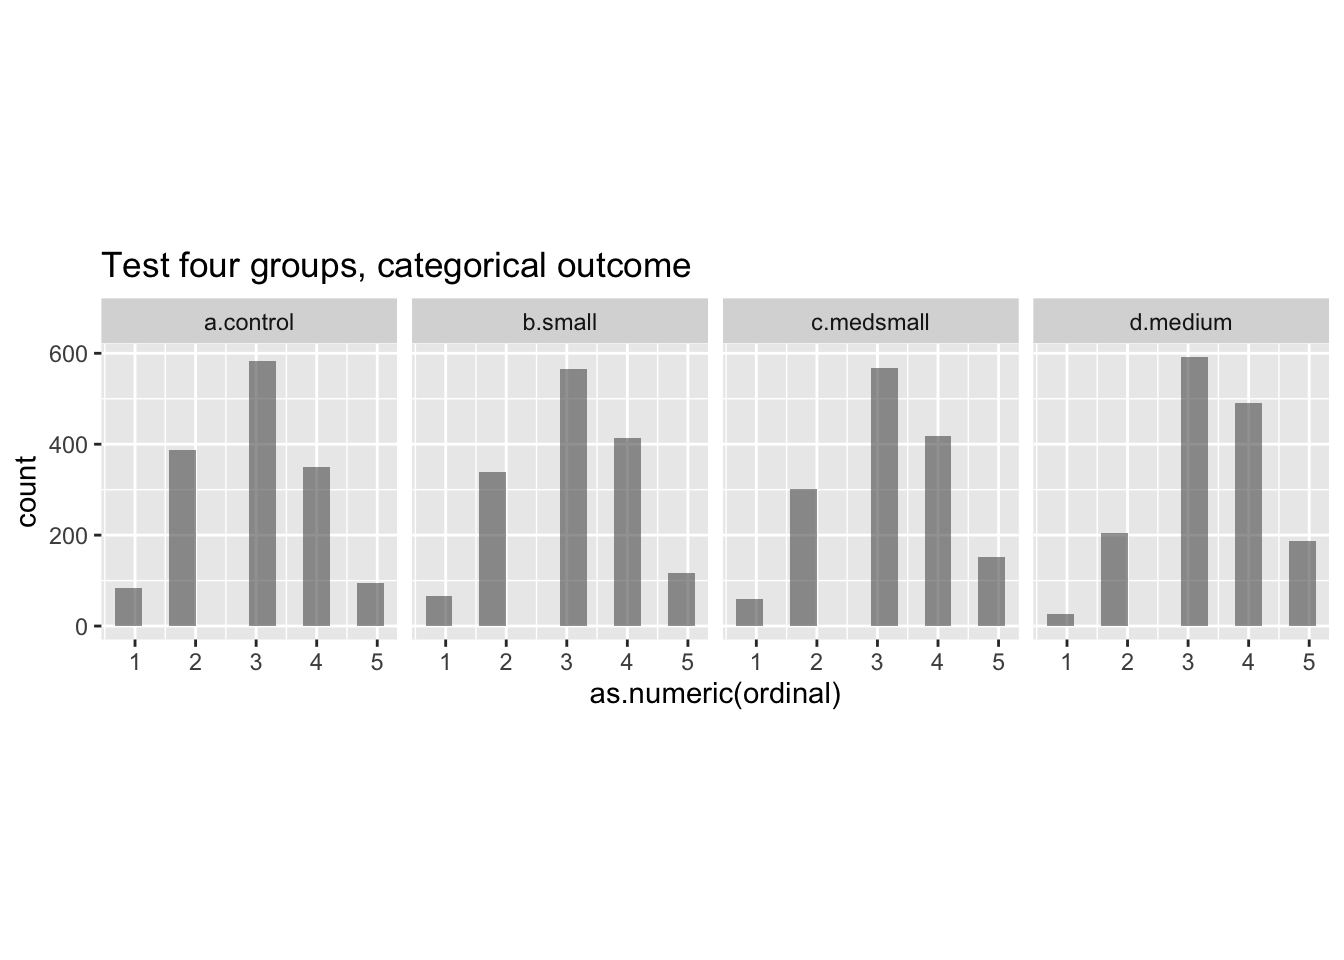 Test four groups, categorical outcome
a.control b.small c.medsmall d.medium
600
400
200
0
count
1 2 3 4 5 1 2 3 4 5 1 2 3 4 5 1 2 3 4 5
as.numeric(ordinal)